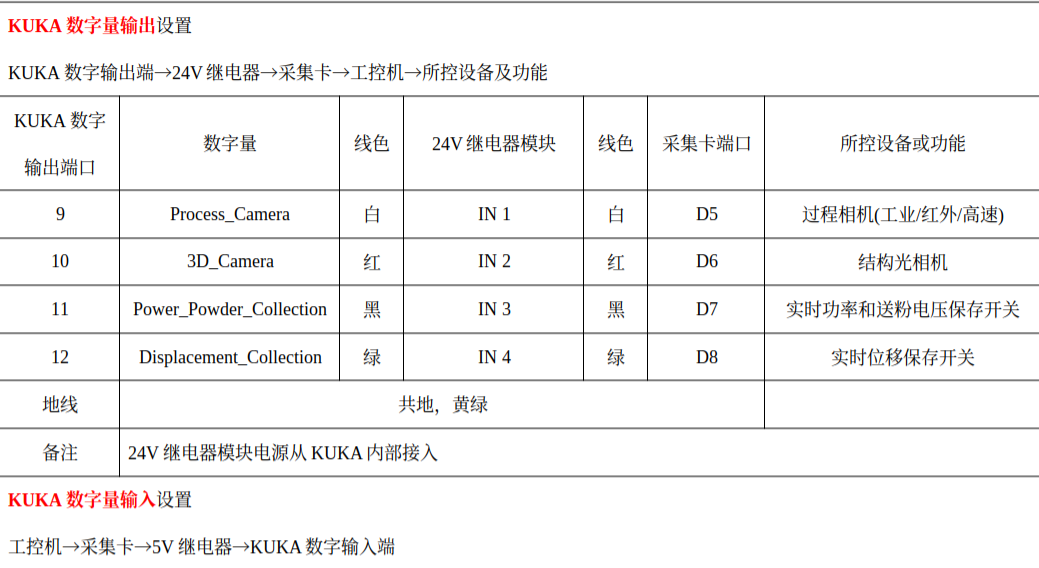 KUKA 数字量输出设置
KUKA 数字输出端→24V 继电器→采集卡→工控机→所控设备及功能
KUKA 数字
输出端口 数字量 线色 24V 继电器模块 线色 采集卡端口 所控设备或功能
9 Process_Camera 白 IN 1 白 D5 过程相机(工业/红外/高速)
10 3D_Camera 红 IN 2 红 D6 结构光相机
11 Power_Powder_Collection 黑 IN 3 黑 D7 实时功率和送粉电压保存开关
12 Displacement_Collection 绿 IN 4 绿 D8 实时位移保存开关
地线 共地，黄绿
备注 24V 继电器模块电源从 KUKA 内部接入
KUKA 数字量输入设置
工控机→采集卡→5V 继电器→KUKA 数字输入端